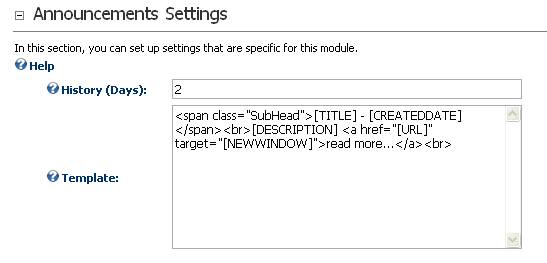 Announcements Settings
In this section, you can set up settings that are specific for this module.
Help
History (Days):
2
Template:
<span class="SubHead">[TITLE] - [CREATEDDATE]
</span><br>[DESCRIPTION] <a href="[URL]"
target="[NEWWINDOW]">read more...</a><br>